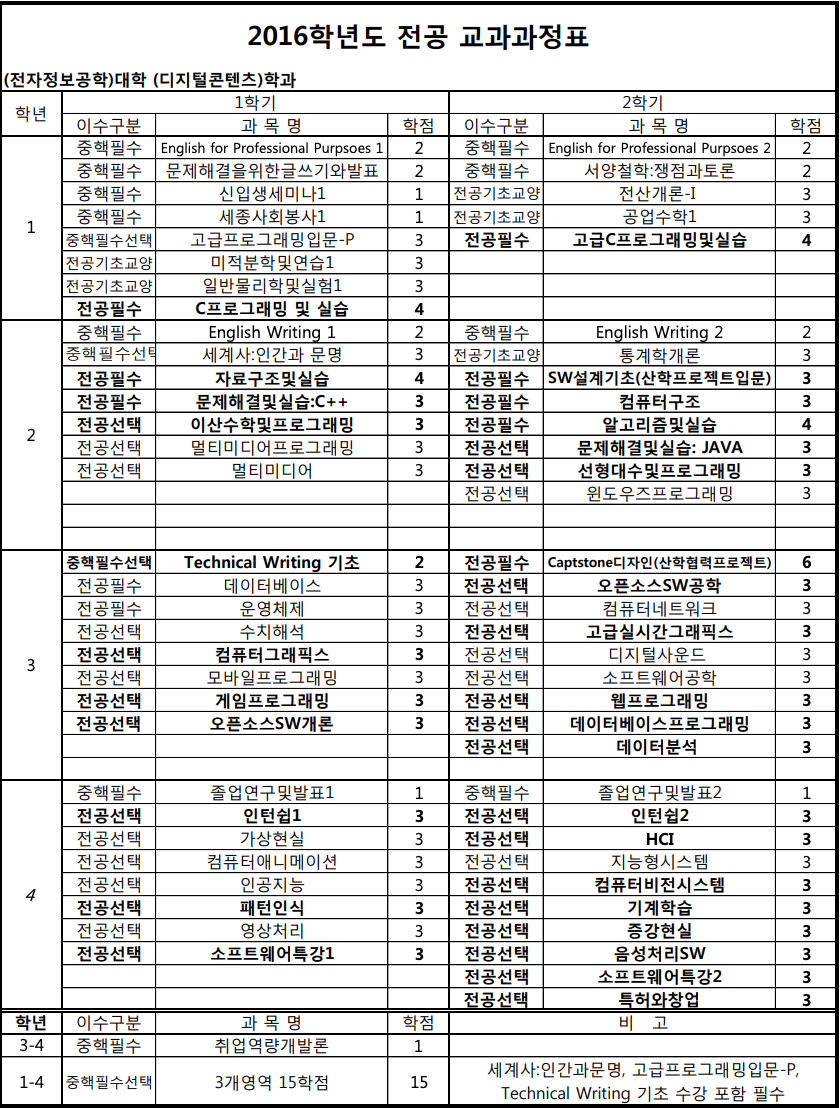 2016학년도 전공 교과과정표
(전자정보공학)대학 (디지털콘텐츠)학과
학년 1학기 2학기
이수구분 과 목 명 학점 이수구분 과 목 명 학점
1
중핵필수 English for Professional Purpsoes 1 2 중핵필수 English for Professional Purpsoes 2 2
중핵필수 문제해결을위한글쓰기와발표 2 중핵필수 서양철학:쟁점과토론 2
중핵필수 신입생세미나1 1 전공기초교양 전산개론-I 3
중핵필수 세종사회봉사1 1 전공기초교양 공업수학1 3
중핵필수선택 고급프로그래밍입문-P 3 전공필수 고급C프로그래밍및실습 4
전공기초교양 미적분학및연습1 3
전공기초교양 일반물리학및실험1 3
전공필수 C프로그래밍 및 실습 4
2
중핵필수 English Writing 1 2 중핵필수 English Writing 2 2
중핵필수선택 세계사:인간과 문명 3 전공기초교양 통계학개론 3
전공필수 자료구조및실습 4 전공필수 SW설계기초(산학프로젝트입문) 3
전공필수 문제해결및실습:C++ 3 전공필수 컴퓨터구조 3
전공선택 이산수학및프로그래밍 3 전공필수 알고리즘및실습 4
전공선택 멀티미디어프로그래밍 3 전공선택 문제해결및실습: JAVA 3
전공선택 멀티미디어 3 전공선택 선형대수및프로그래밍 3
전공선택 윈도우즈프로그래밍 3
3
중핵필수선택 Technical Writing 기초 2 전공필수 Captstone디자인(산학협력프로젝트) 6
전공필수 데이터베이스 3 전공선택 오픈소스SW공학 3
전공필수 운영체제 3 전공선택 컴퓨터네트워크 3
전공선택 수치해석 3 전공선택 고급실시간그래픽스 3
전공선택 컴퓨터그래픽스 3 전공선택 디지털사운드 3
전공선택 모바일프로그래밍 3 전공선택 소프트웨어공학 3
전공선택 게임프로그래밍 3 전공선택 웹프로그래밍 3
전공선택 오픈소스SW개론 3 전공선택 데이터베이스프로그래밍 3
전공선택 데이터분석 3
4
중핵필수 졸업연구및발표1 1 중핵필수 졸업연구및발표2 1
전공선택 인턴쉽1 3 전공선택 인턴쉽2 3
전공선택 가상현실 3 전공선택 HCI 3
전공선택 컴퓨터애니메이션 3 전공선택 지능형시스템 3
전공선택 인공지능 3 전공선택 컴퓨터비전시스템 3
전공선택 패턴인식 3 전공선택 기계학습 3
전공선택 영상처리 3 전공선택 증강현실 3
전공선택 소프트웨어특강1 3 전공선택 음성처리SW 3
전공선택 소프트웨어특강2 3
전공선택 특허와창업 3
학년 이수구분 과 목 명 학점 비 고
3-4 중핵필수 취업역량개발론 1
1-4 중핵필수선택 3개영역 15학점 15 세계사:인간과문명, 고급프로그래밍입문-P,
Technical Writing 기초 수강 포함 필수